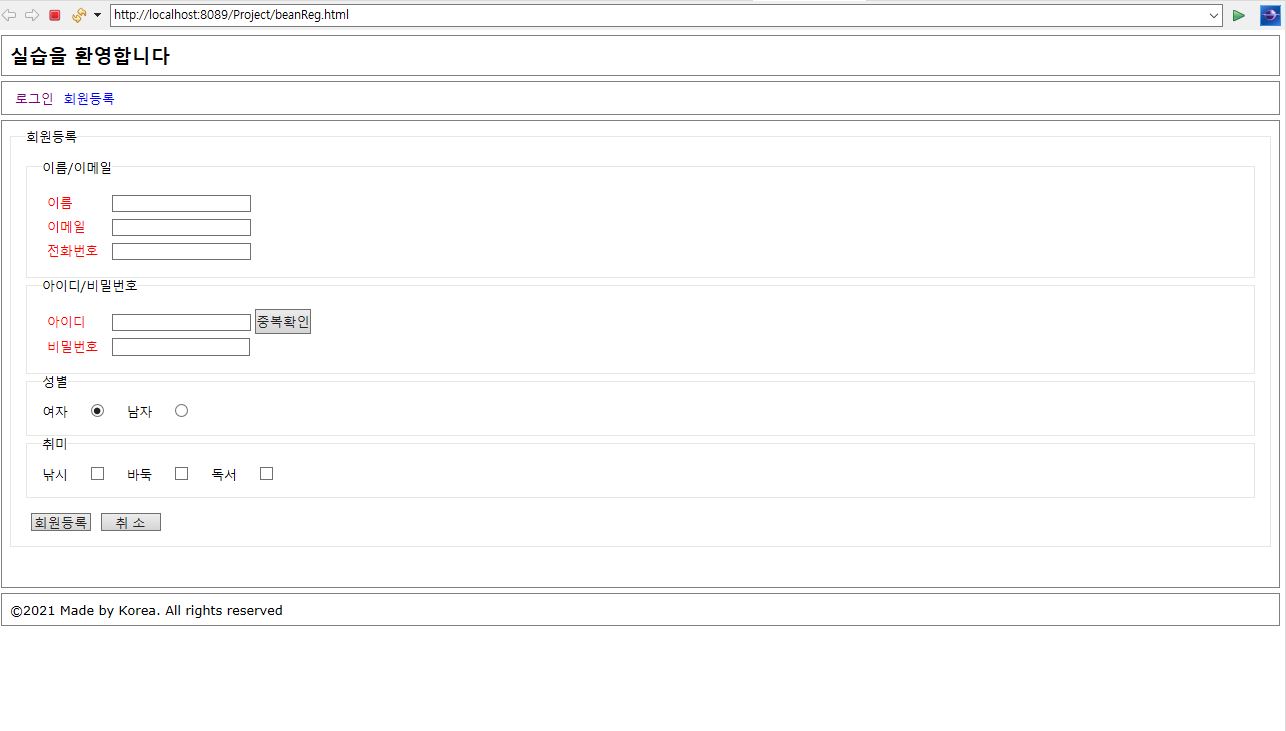 http://localhost:8089/Project/beanReg.html
실습을 환영합니다
로그인 회원등록
회원등록
이름/이메일
이름
이메일
전화번호
아이디/비밀번호
아이디 중복확인
비밀번호
성별
여자 남자
취미
낚시 바둑 독서
회원등록 취 소
©2021 Made by Korea. All rights reserved